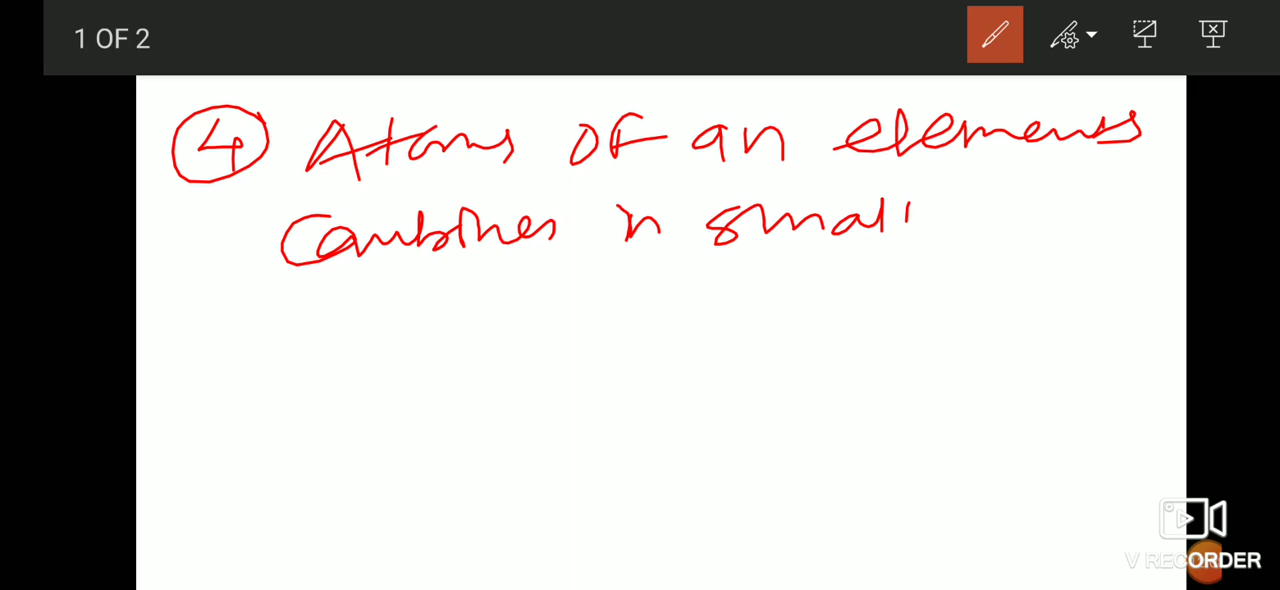 1 OF 2
④ Atoms of an elements
combines in small
V RECORDER